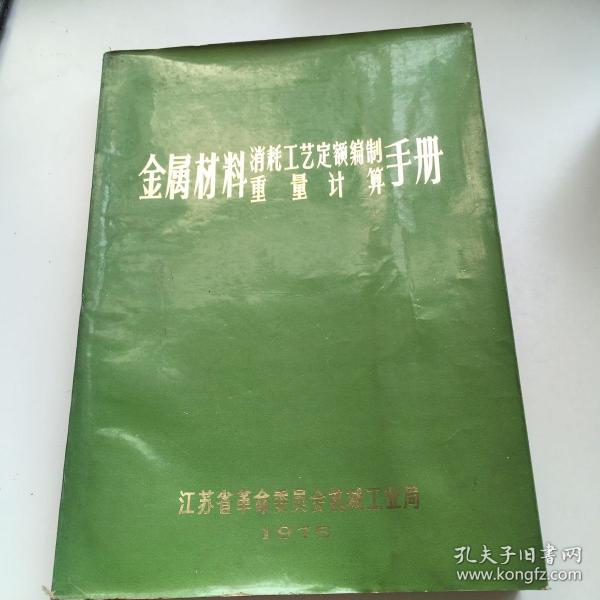 金属材料消耗工艺定额编制重量计算手册
江苏省革命委员会机械工业局
1975
孔夫子旧书网
www.kongfz.com